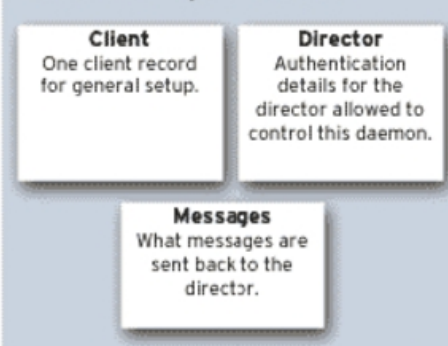 Client
One client record
for general setup.
Director
Authentication
details for the
director allowed to
control this daemon.
Messages
What messages are
sent back to the
director.